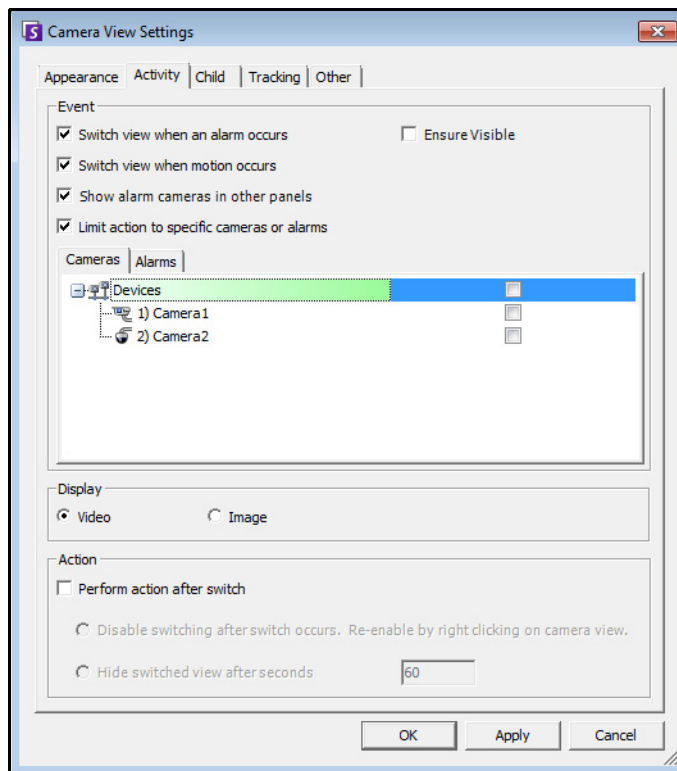 Camera View Settings
Appearance Activity Child Tracking Other
Event
Switch view when an alarm occurs Ensure Visible
Switch view when motion occurs
Show alarm cameras in other panels
Limit action to specific cameras or alarms
Cameras Alarms
Devices
1) Camera1
2) Camera2
Display
Video Image
Action
Perform action after switch
Disable switching after switch occurs. Re-enable by right clicking on camera view.
Hide switched view after seconds 60
OK Apply Cancel